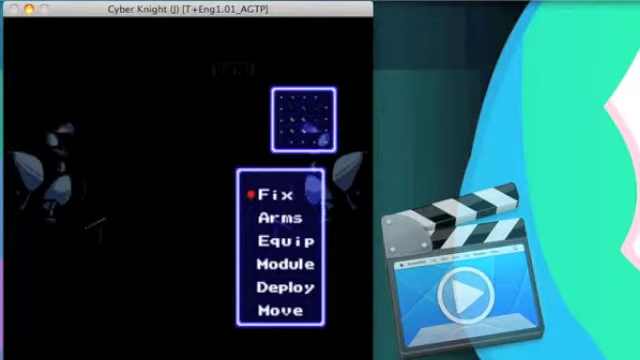 Cyber Knight (J) [T+Eng1.01_AGTP]
Fix
Arms
Equip
Module
Deploy
Move